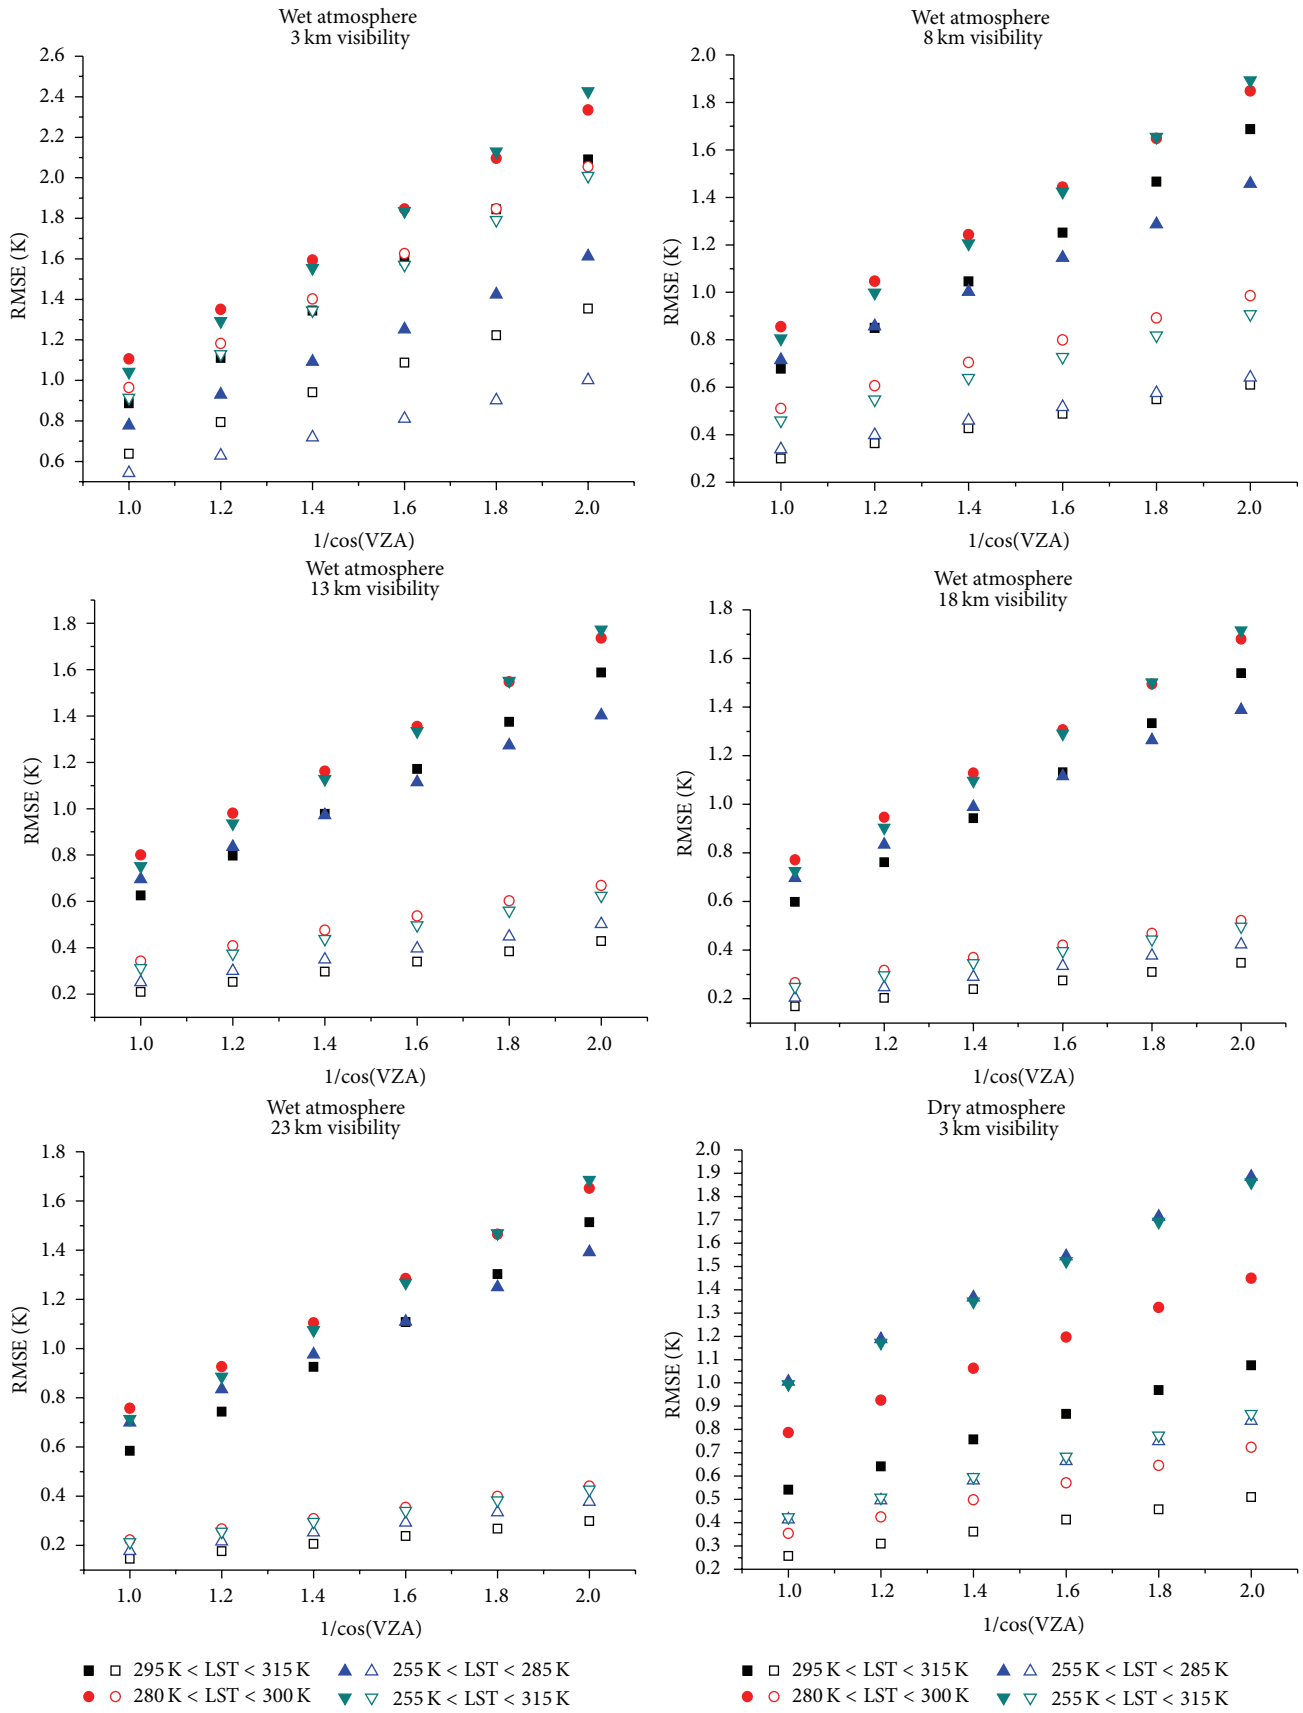 Wet atmosphere
3 km visibility
2.6
2.4
2.2
2.0
1.8
1.6
1.4
1.2
1.0
0.8
0.6
RMSE (K)
1.0 1.2 1.4 1.6 1.8 2.0
1/cos(VZA)
Wet atmosphere
8 km visibility
2.0
1.8
1.6
1.4
1.2
1.0
0.8
0.6
0.4
0.2
RMSE (K)
1.0 1.2 1.4 1.6 1.8 2.0
1/cos(VZA)
Wet atmosphere
13 km visibility
1.8
1.6
1.4
1.2
1.0
0.8
0.6
0.4
0.2
RMSE (K)
1.0 1.2 1.4 1.6 1.8 2.0
1/cos(VZA)
Wet atmosphere
18 km visibility
1.8
1.6
1.4
1.2
1.0
0.8
0.6
0.4
0.2
RMSE (K)
1.0 1.2 1.4 1.6 1.8 2.0
1/cos(VZA)
Wet atmosphere
23 km visibility
1.8
1.6
1.4
1.2
1.0
0.8
0.6
0.4
0.2
RMSE (K)
1.0 1.2 1.4 1.6 1.8 2.0
1/cos(VZA)
Dry atmosphere
3 km visibility
2.0
1.9
1.8
1.7
1.6
1.5
1.4
1.3
1.2
1.1
1.0
0.9
0.8
0.7
0.6
0.5
0.4
0.3
0.2
RMSE (K)
1.0 1.2 1.4 1.6 1.8 2.0
1/cos(VZA)
295 K < LST < 315 K
255 K < LST < 285 K
280 K < LST < 300 K
255 K < LST < 315 K
295 K < LST < 315 K
255 K < LST < 285 K
280 K < LST < 300 K
255 K < LST < 315 K